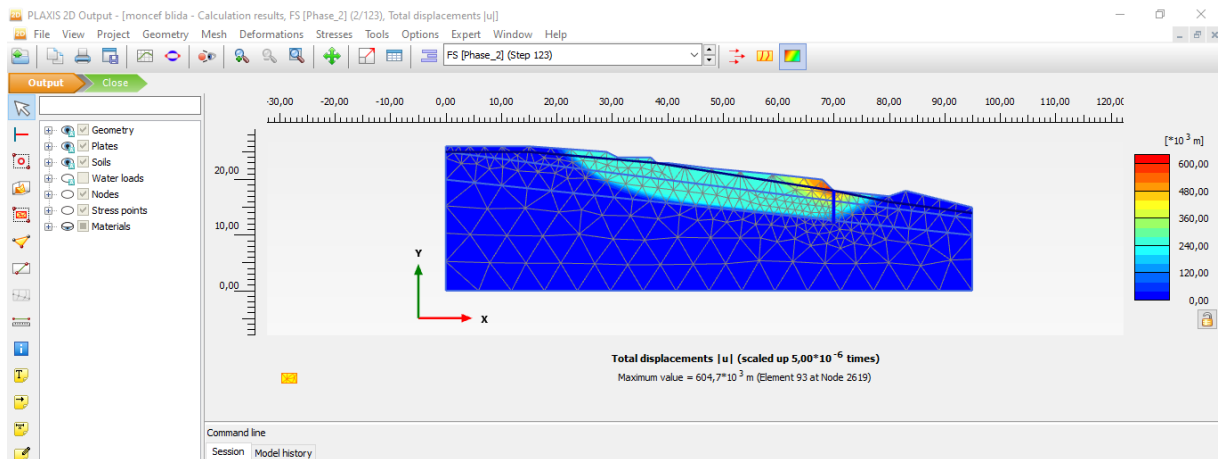 PLAXIS 2D Output - [moncef blida - Calculation results, FS [Phase_2] (2/123), Total displacements |u|]
File View Project Geometry Mesh Deformations Stresses Tools Options Expert Window Help
FS [Phase_2] (Step 123)
Output Close
-30,00 -20,00 -10,00 0,00 10,00 20,00 30,00 40,00 50,00 60,00 70,00 80,00 90,00 100,00 110,00 120,0
Geometry
Plates
Soils
Water loads
Nodes
Stress points
Materials
20,00
10,00
0,00
Y
X
[*10³ m]
600,00
480,00
360,00
240,00
120,00
0,00
Total displacements |u| (scaled up 5,00*10⁻⁶ times)
Maximum value = 604,7*10³ m (Element 93 at Node 2619)
Command line
Session Model history